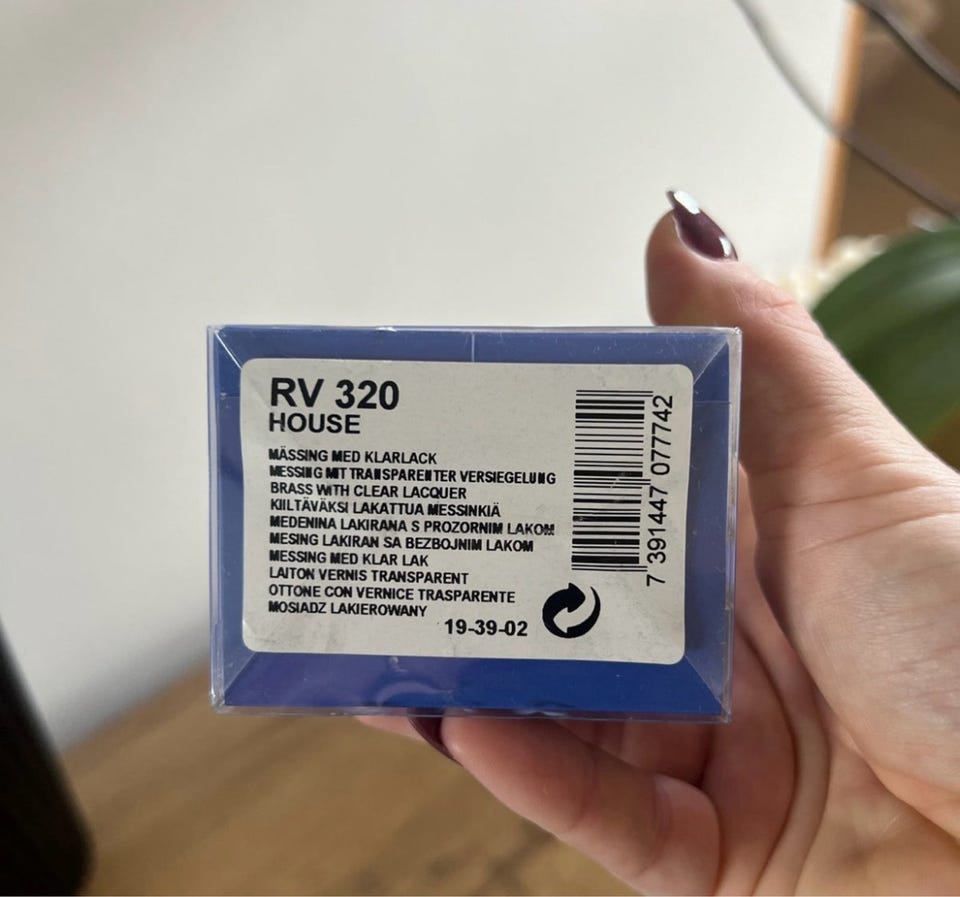 RV 320
HOUSE
MÄSSING MED KLARLACK
MESSING MIT TRANSPARENTER VERSIEGELUNG
BRASS WITH CLEAR LACQUER
KIILTÄVÄKSI LAKATTUA MESSINKIÄ
MEDENINA LAKIRANA S PROZORNIM LAKOM
MESING LAKIRAN SA BEZBOJNIM LAKOM
MESSING MED KLAR LAK
LAITON VERNIS TRANSPARENT
OTTONE CON VERNICE TRASPARENTE
MOSIADZ LAKIEROWANY
19-39-02
7 391447 077742